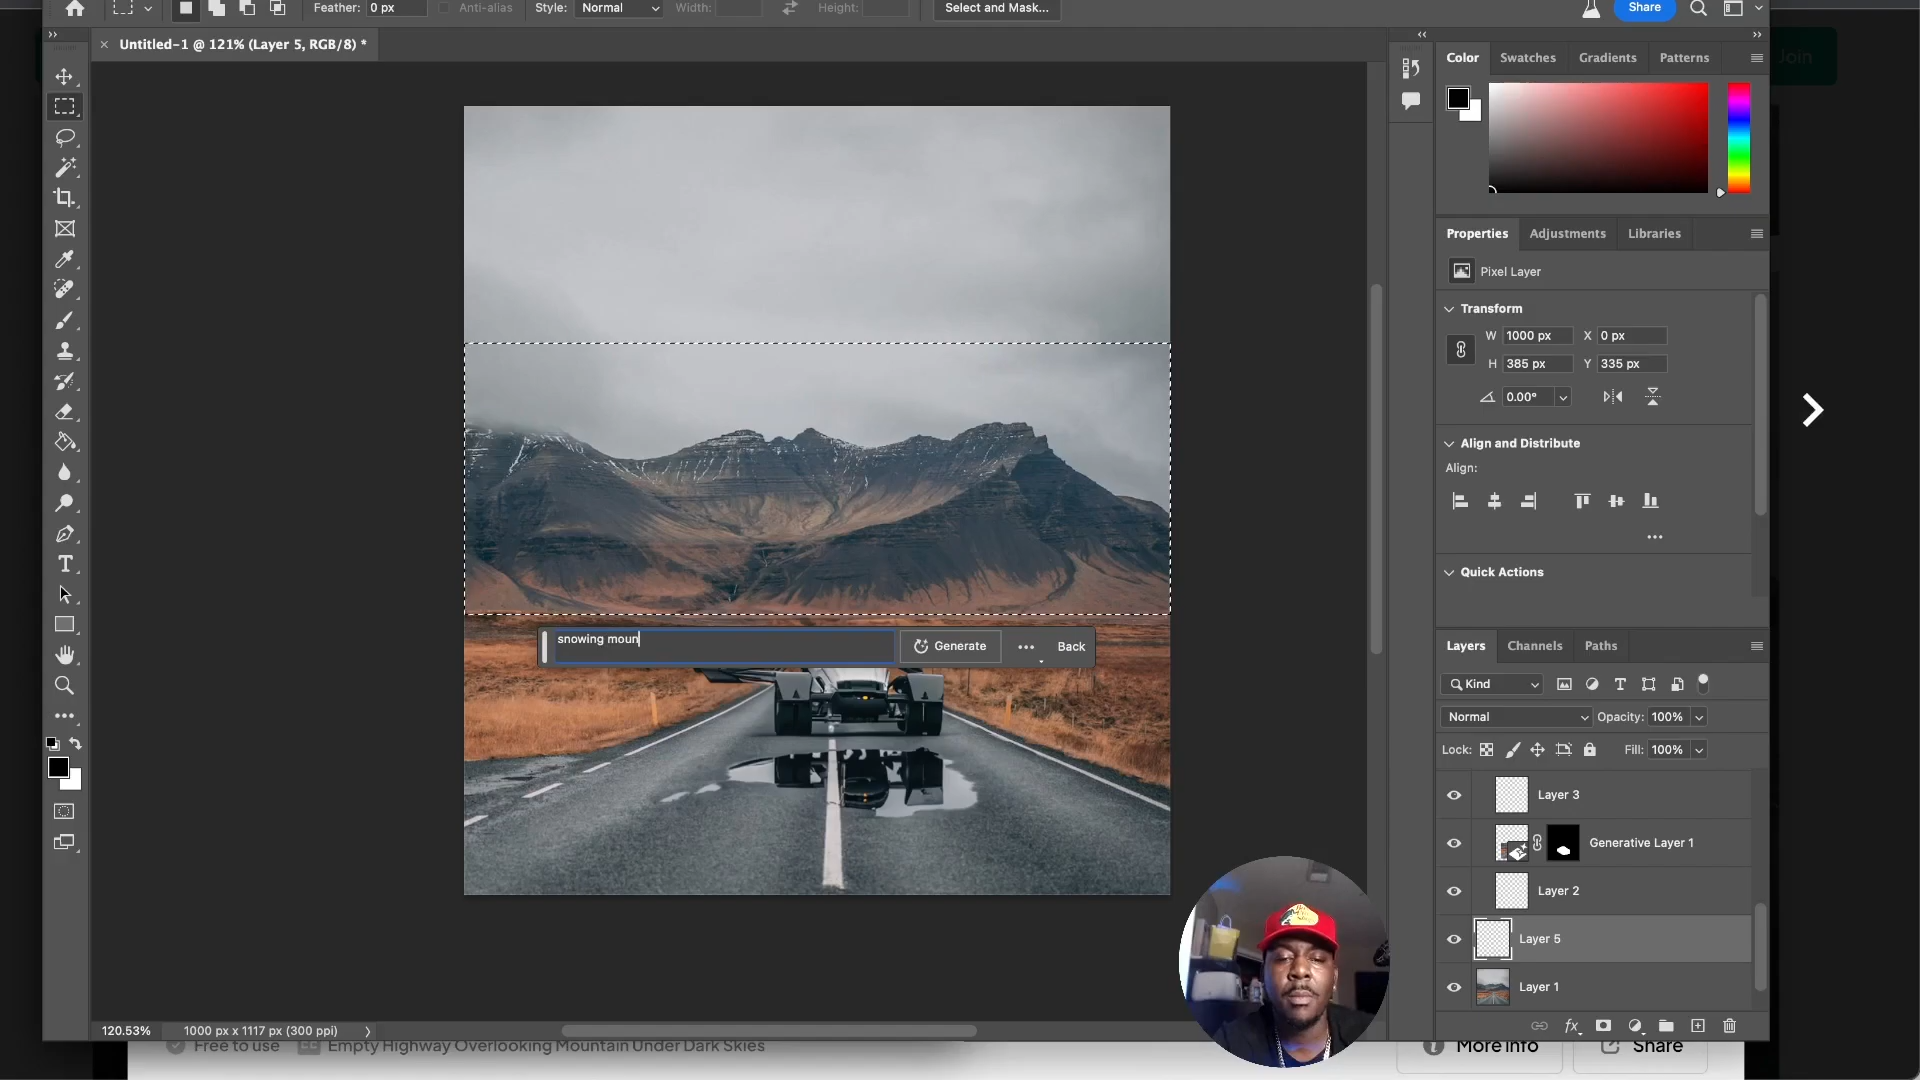 Feather: 0 px Anti-alias Style: Normal Width: Height: Select and Mask... Share
Untitled-1 @ 121% (Layer 5, RGB/8) *
Join
Color Swatches Gradients Patterns
Properties Adjustments Libraries
Pixel Layer
Transform
W 1000 px X 0 px
H 385 px Y 335 px
0.00°
Align and Distribute
Align:
Quick Actions
snowing moun
Generate Back
Layers Channels Paths
Kind
Normal Opacity: 100%
Lock: Fill: 100%
Layer 3
Generative Layer 1
Layer 2
Layer 5
Layer 1
120.53% 1000 px x 1117 px (300 ppi)
Free to use Empty Highway Overlooking Mountain Under Dark Skies More info Share